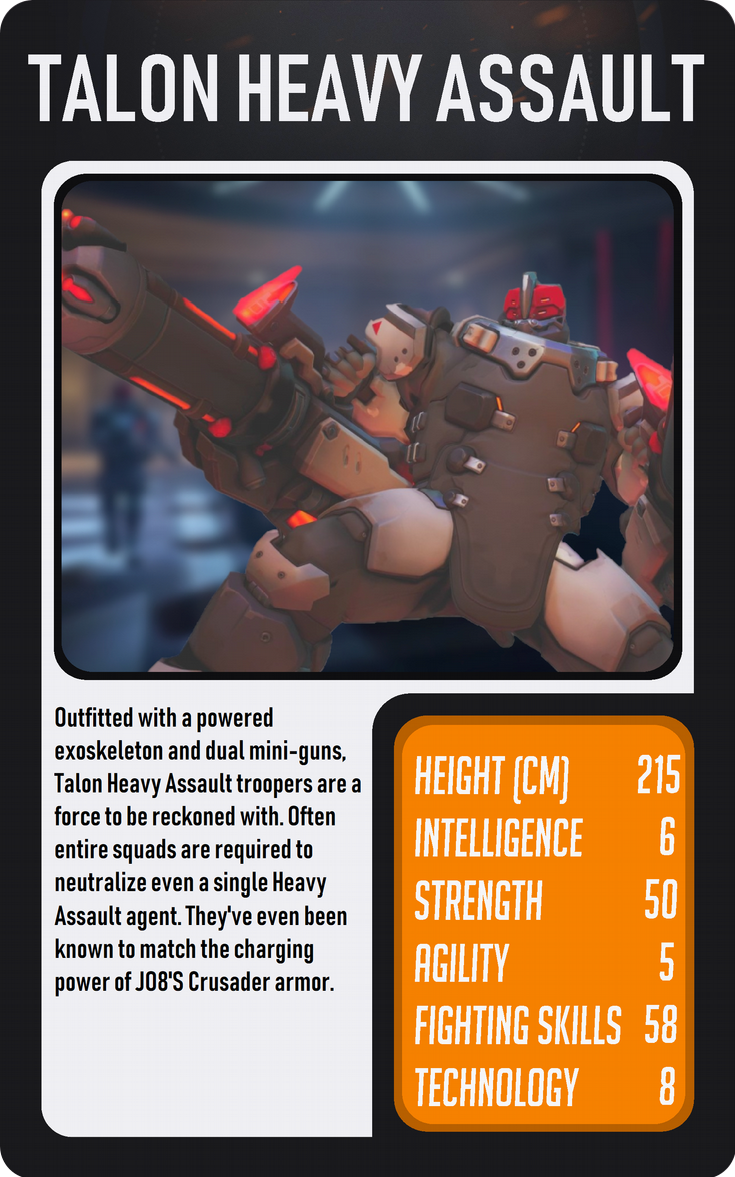 TALON HEAVY ASSAULT
Outfitted with a powered
exoskeleton and dual mini-guns,
Talon Heavy Assault troopers are a
force to be reckoned with. Often
entire squads are required to
neutralize even a single Heavy
Assault agent. They've even been
known to match the charging
power of JO8'S Crusader armor.
HEIGHT (CM) 215
INTELLIGENCE 6
STRENGTH 50
AGILITY 5
FIGHTING SKILLS 58
TECHNOLOGY 8